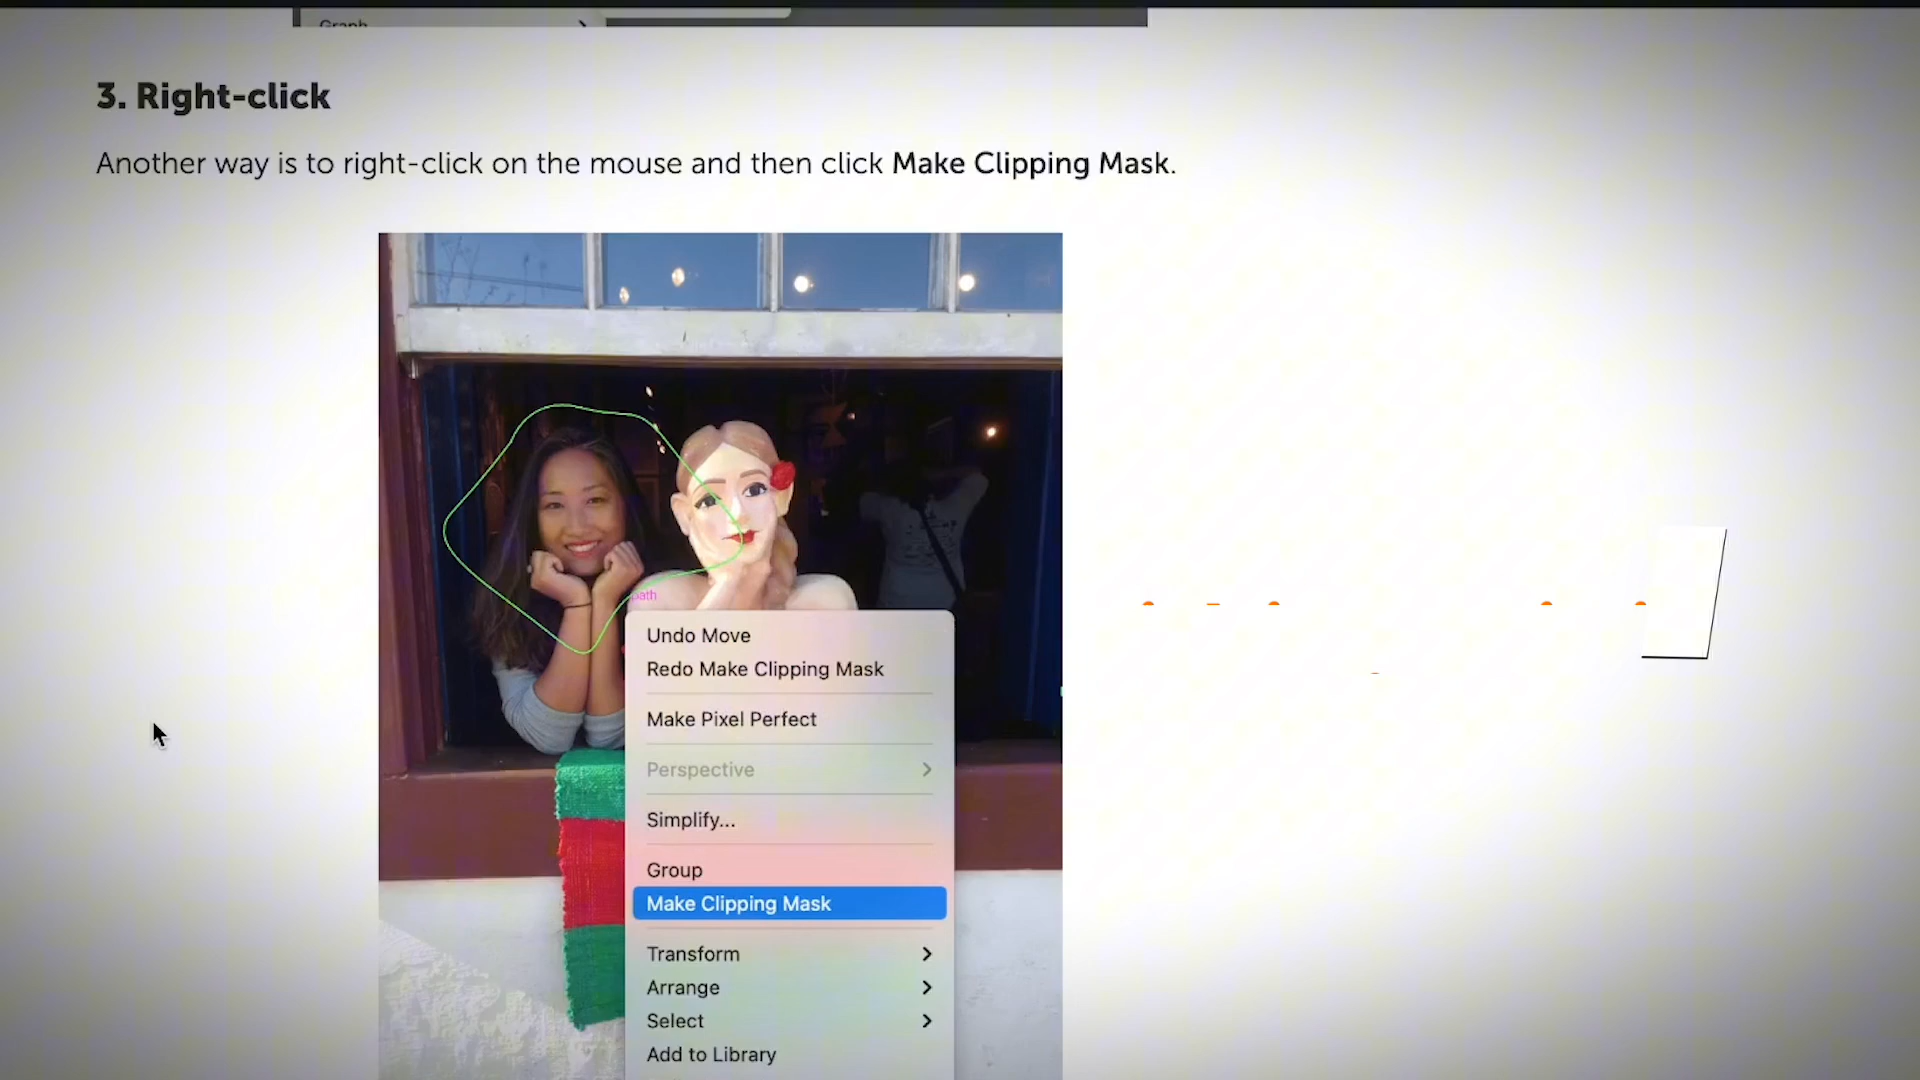 Graph
3. Right-click
Another way is to right-click on the mouse and then click Make Clipping Mask.
path
Undo Move
Redo Make Clipping Mask
Make Pixel Perfect
Perspective
Simplify...
Group
Make Clipping Mask
Transform
Arrange
Select
Add to Library